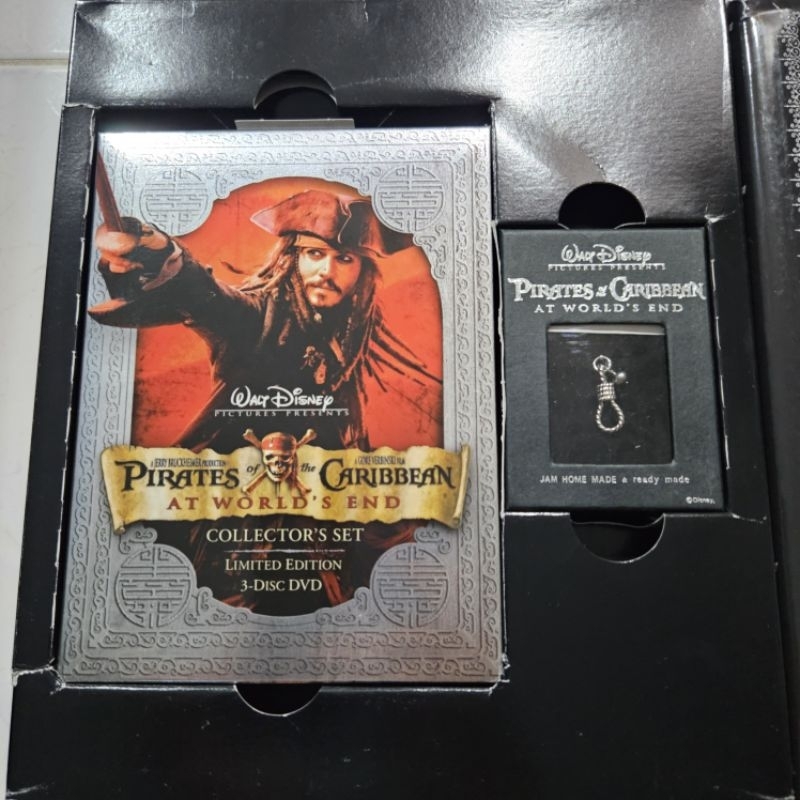 WALT DISNEY
PICTURES PRESENTS
A JERRY BRUCKHEIMER PRODUCTION
A GORE VERBINSKI FILM
PIRATES of the CARIBBEAN
AT WORLD'S END
COLLECTOR'S SET
LIMITED EDITION
3-DISC DVD
WALT DISNEY
PICTURES PRESENTS
PIRATES of the CARIBBEAN
AT WORLD'S END
JAM HOME MADE a ready made
©Disney.